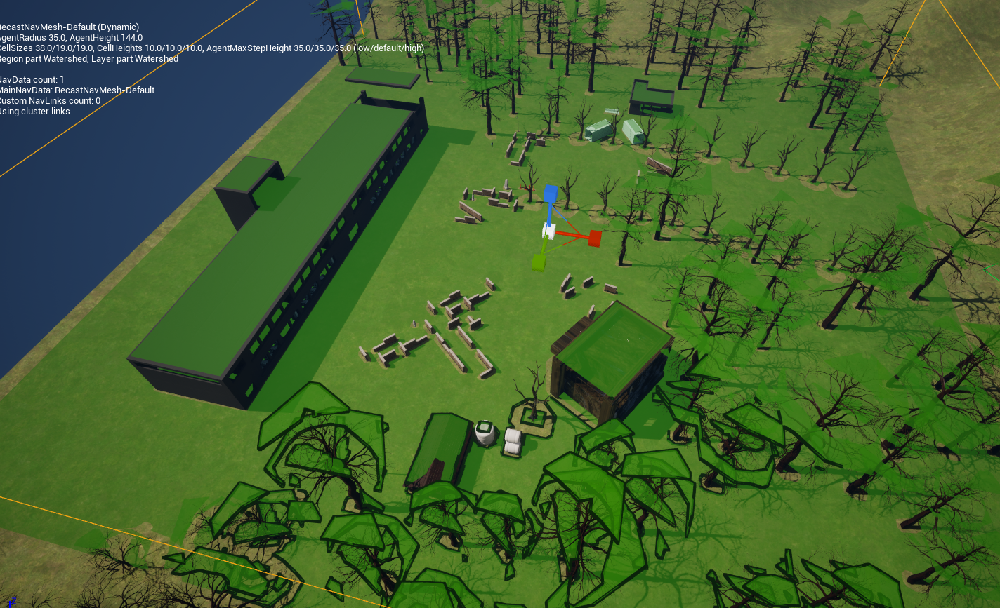 RecastNavMesh-Default (Dynamic)
AgentRadius 35.0, AgentHeight 144.0
CellSizes 38.0/19.0/19.0, CellHeights 10.0/10.0/10.0, AgentMaxStepHeight 35.0/35.0/35.0 (low/default/high)
Region part Watershed, Layer part Watershed
NavData count: 1
MainNavData: RecastNavMesh-Default
Custom NavLinks count: 0
Using cluster links
Z